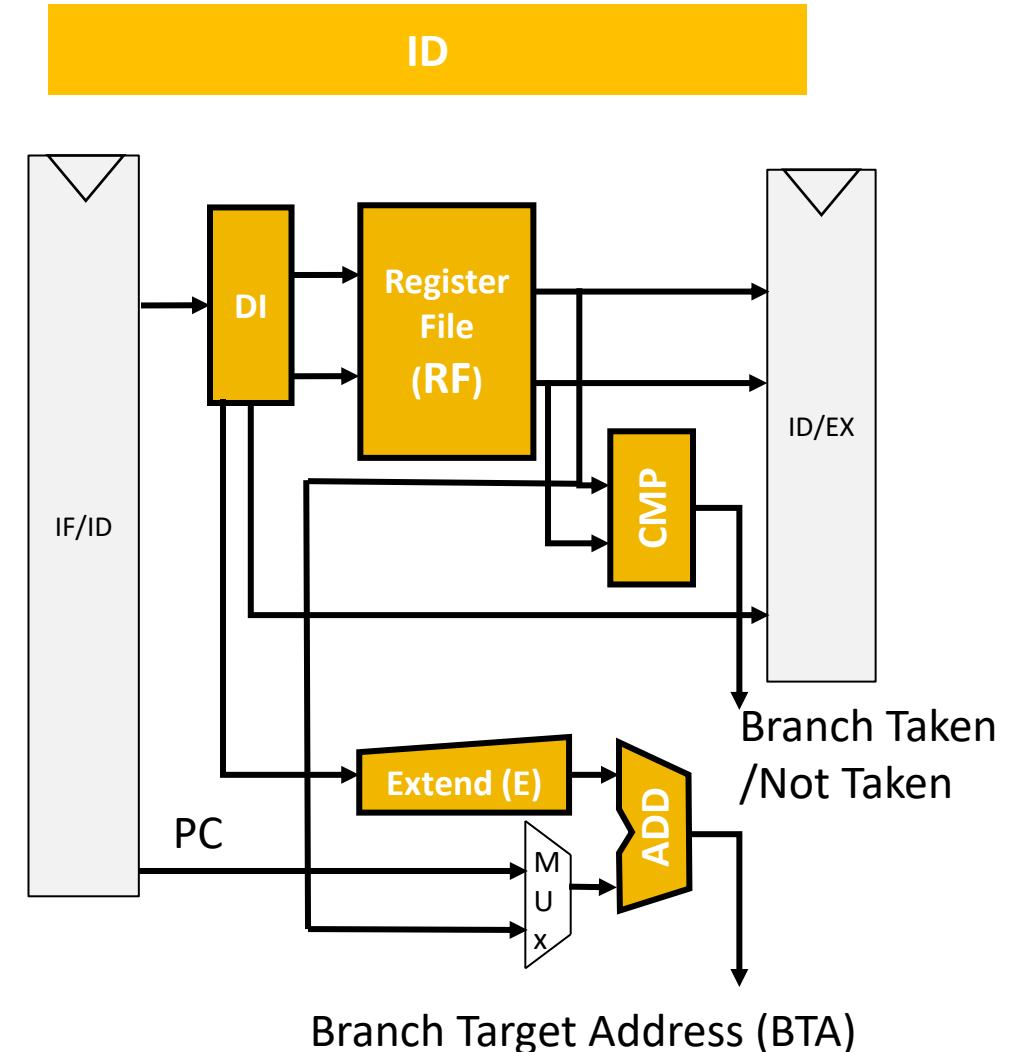 ID
DI
Register
File
(RF)
ID/EX
CMP
IF/ID
Branch Taken
/Not Taken
Extend (E)
ADD
PC
M
U
x
Branch Target Address (BTA)